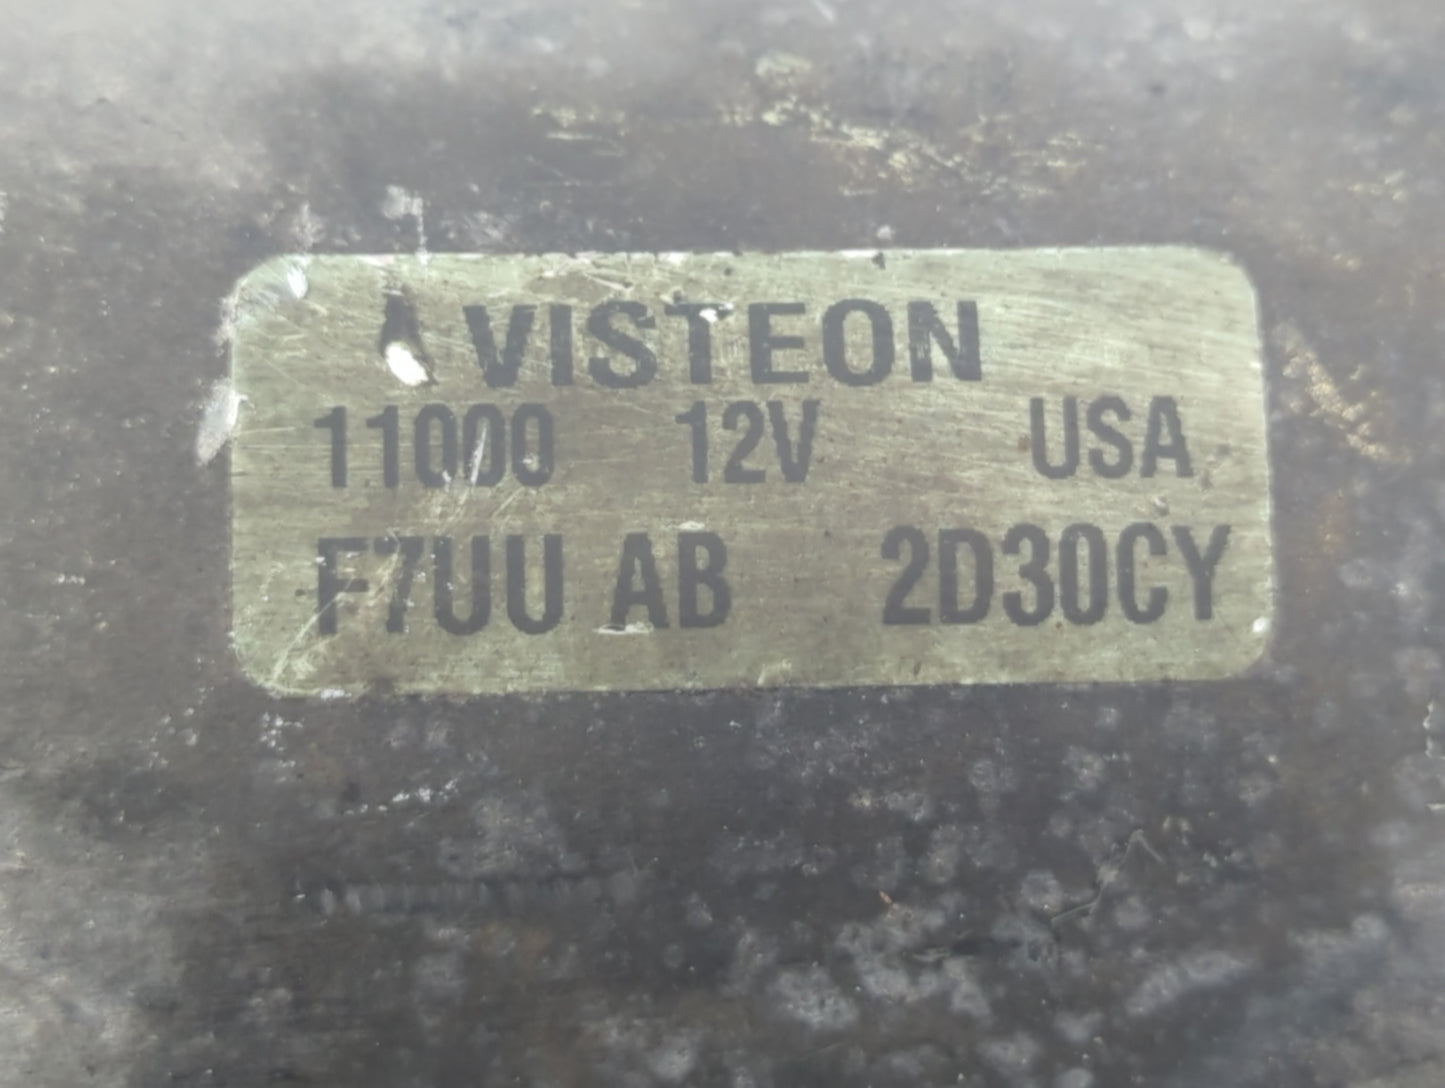 VISTEON
11000 12V USA
F7UU AB 2D30CY